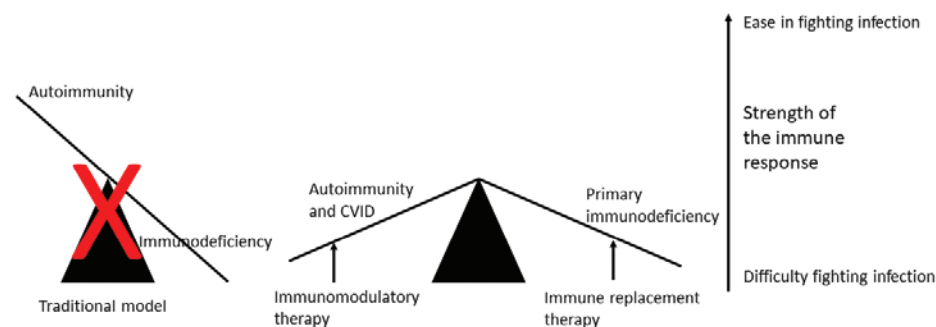 Autoimmunity
Immunodeficiency
Traditional model
Autoimmunity
and CVID
Immunomodulatory
therapy
Primary
immunodeficiency
Immune replacement
therapy
Ease in fighting infection
Strength of
the immune
response
Difficulty fighting infection